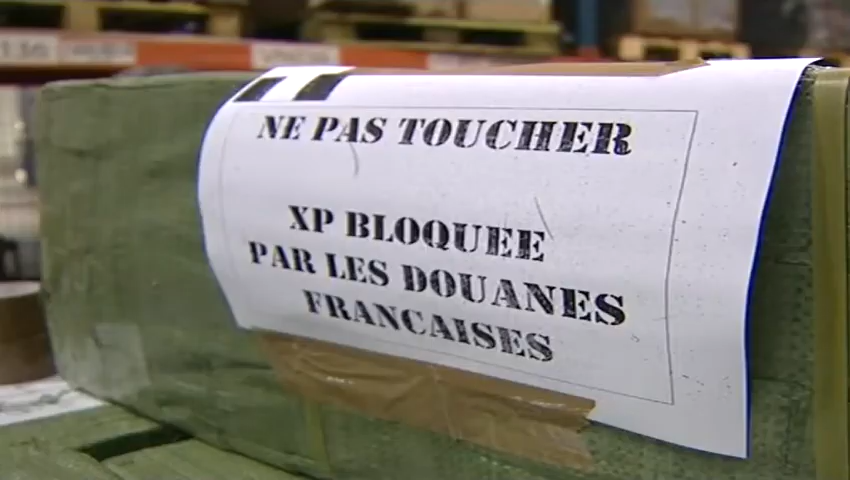 NE PAS TOUCHER
XP BLOQUEE
PAR LES DOUANES
FRANCAISES